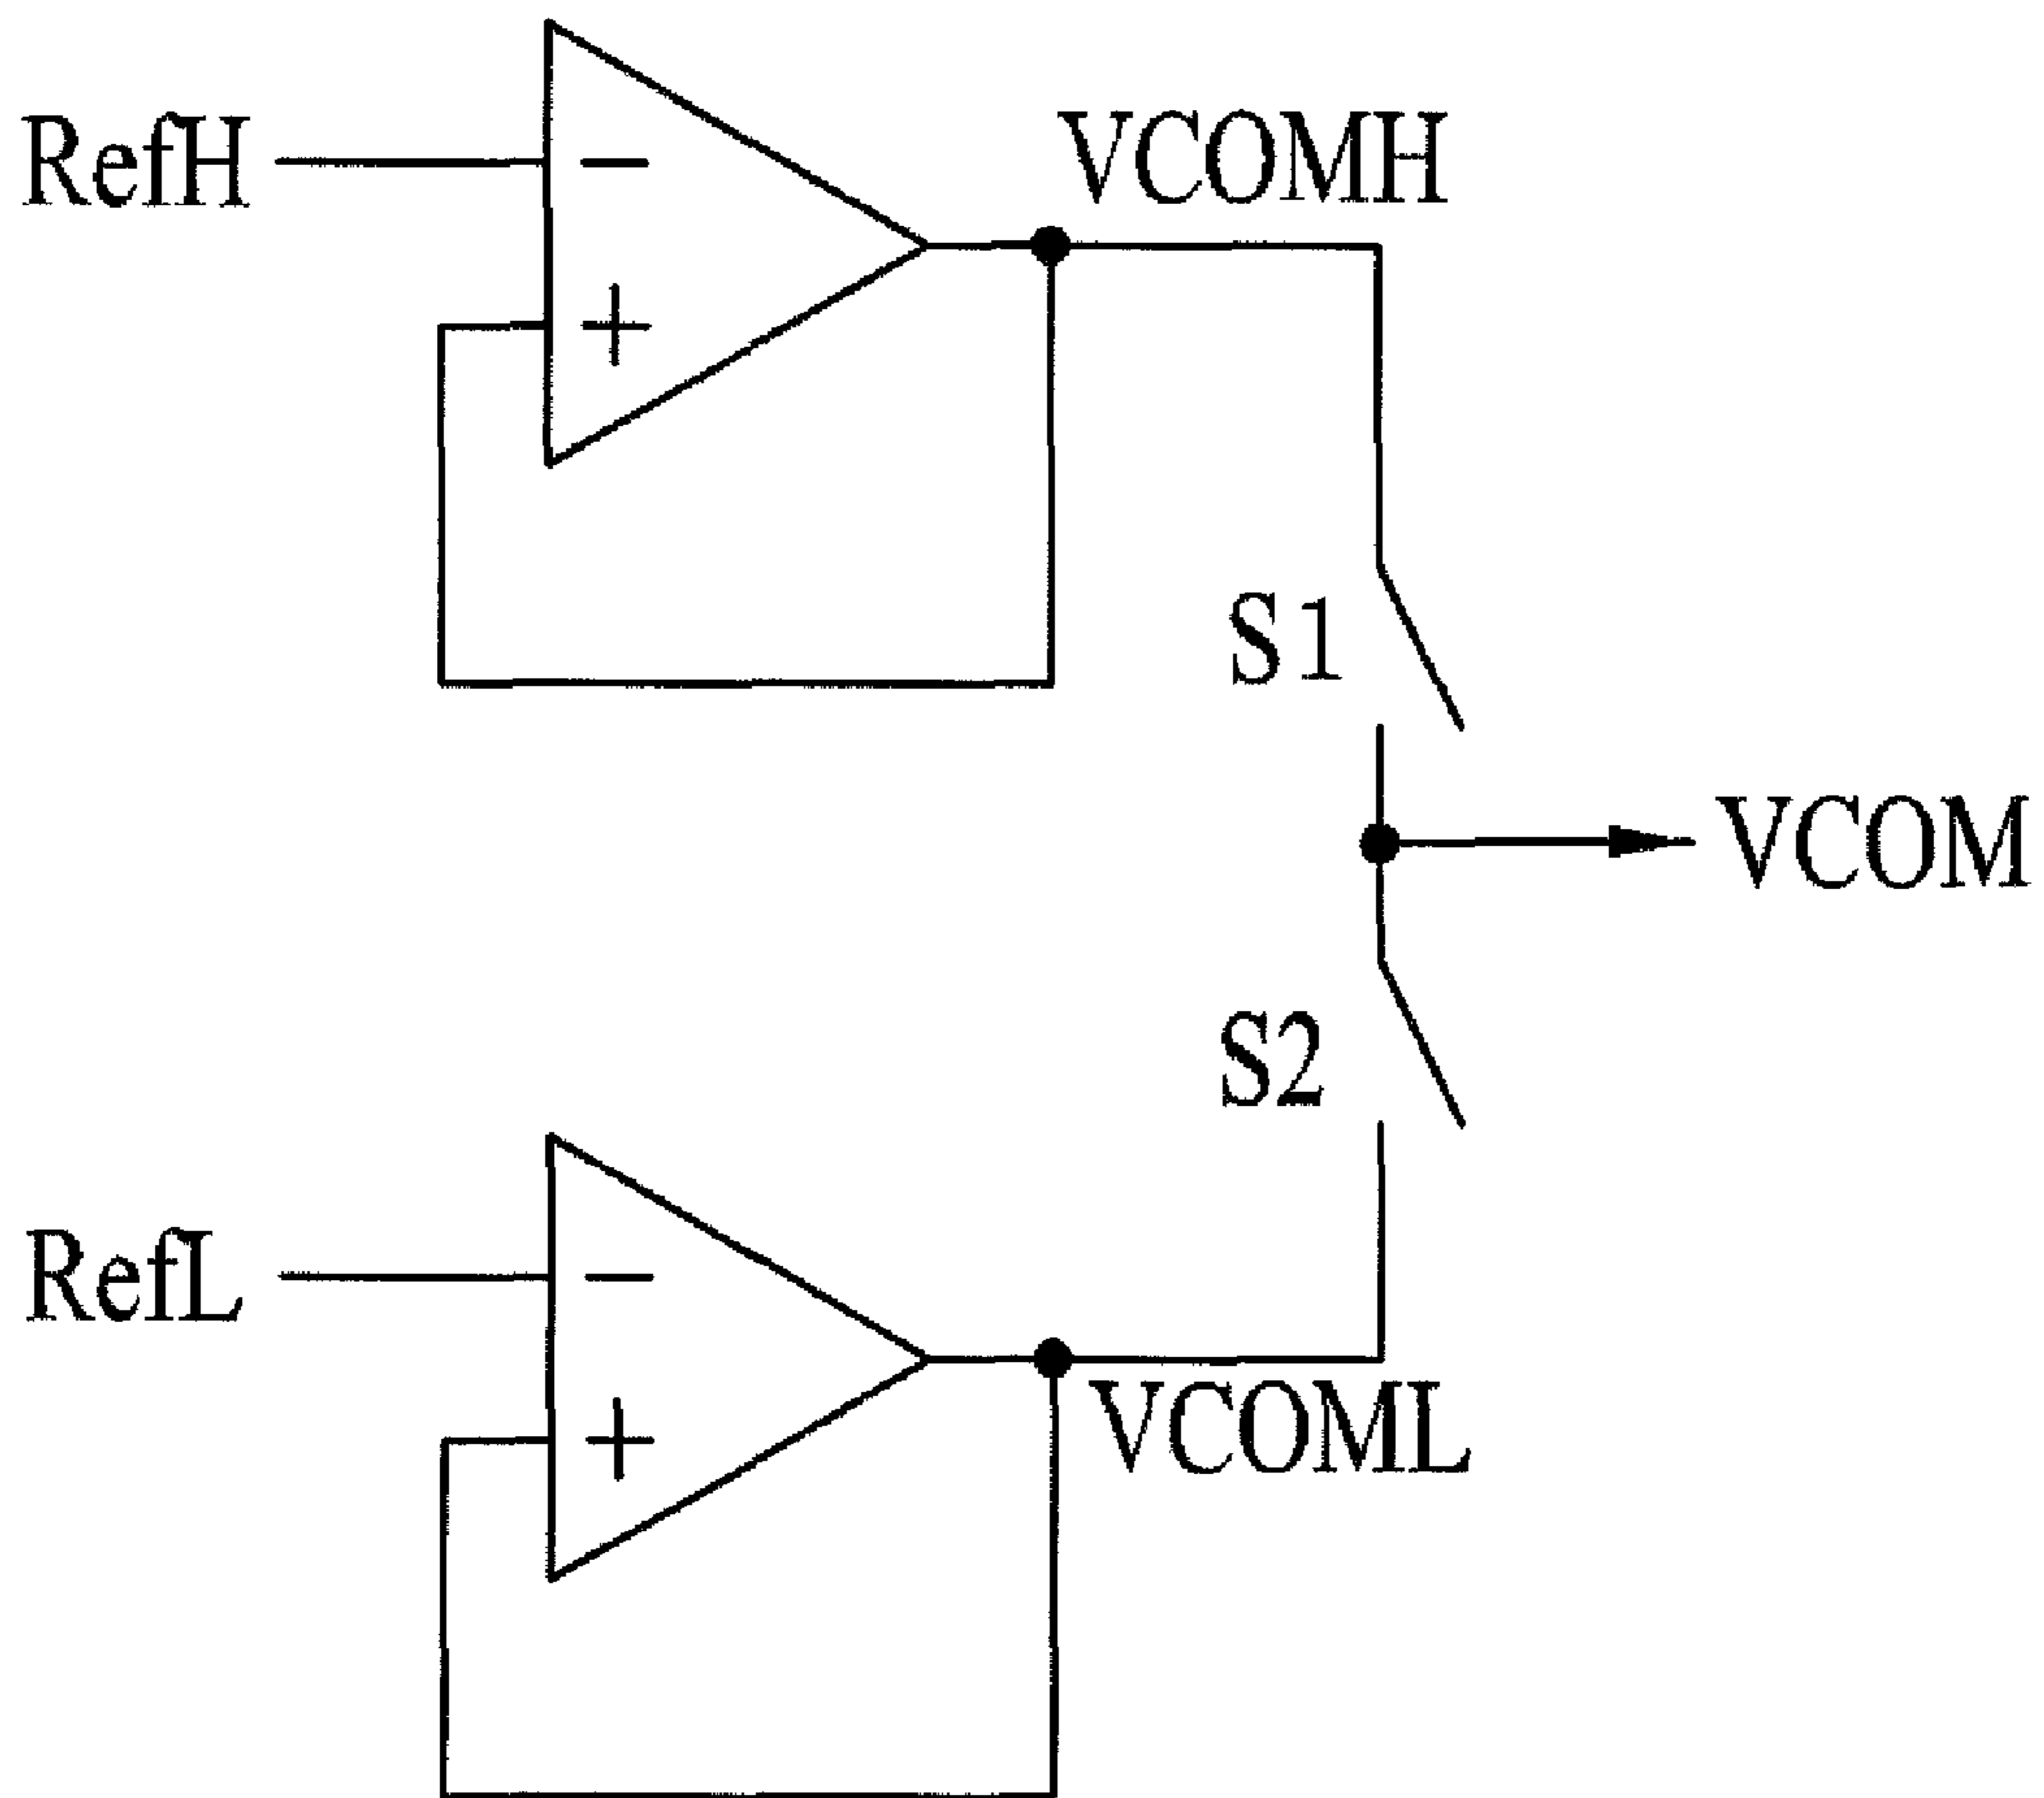 RefH
−
+
VCOMH
S1
VCOM
S2
RefL
−
+
VCOML